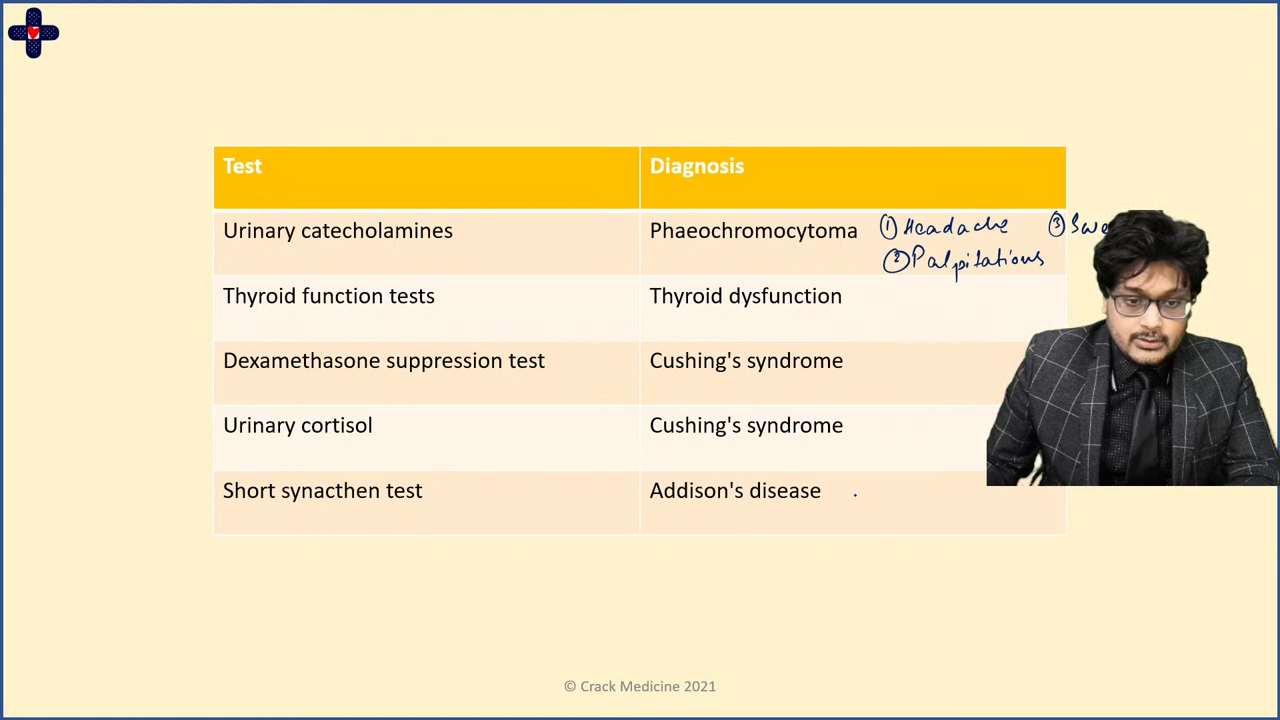 Test Diagnosis
Urinary catecholamines Phaeochromocytoma ① Headache ③
② Palpitations
Thyroid function tests Thyroid dysfunction
Dexamethasone suppression test Cushing's syndrome
Urinary cortisol Cushing's syndrome
Short synacthen test Addison's disease
© Crack Medicine 2021